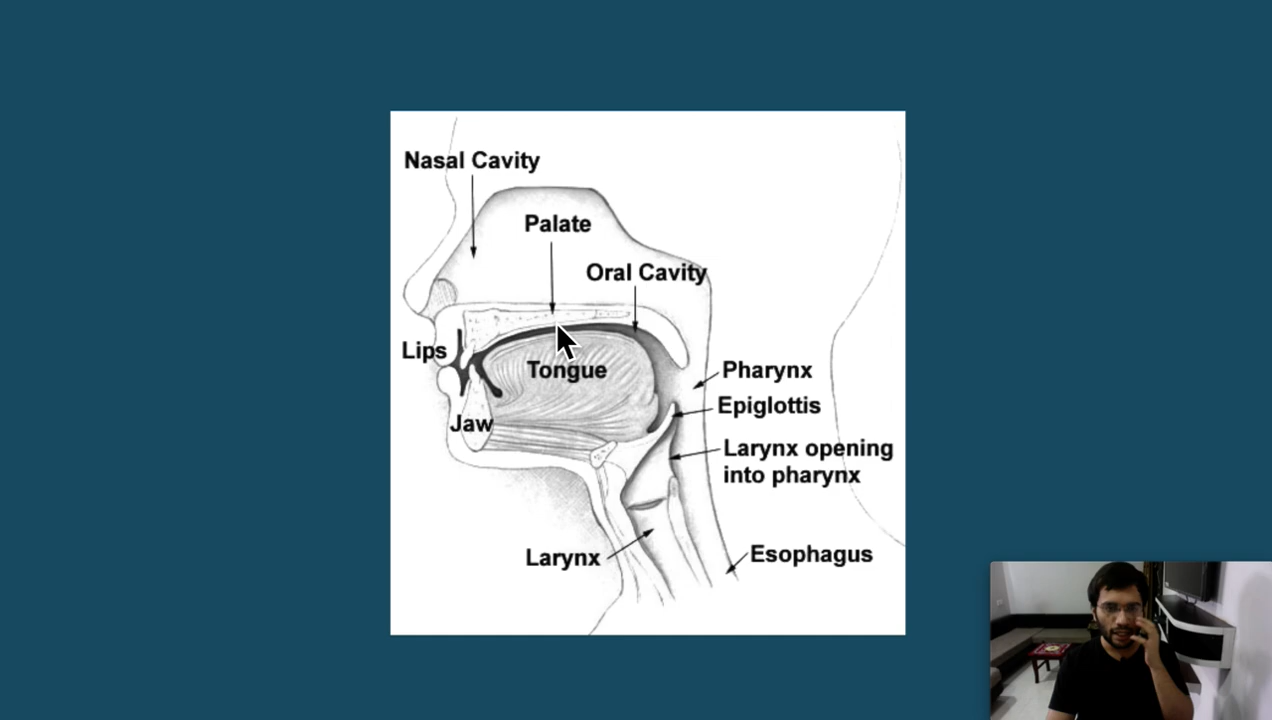 Nasal Cavity
Palate
Oral Cavity
Lips
Tongue
Pharynx
Epiglottis
Jaw
Larynx opening
into pharynx
Larynx
Esophagus